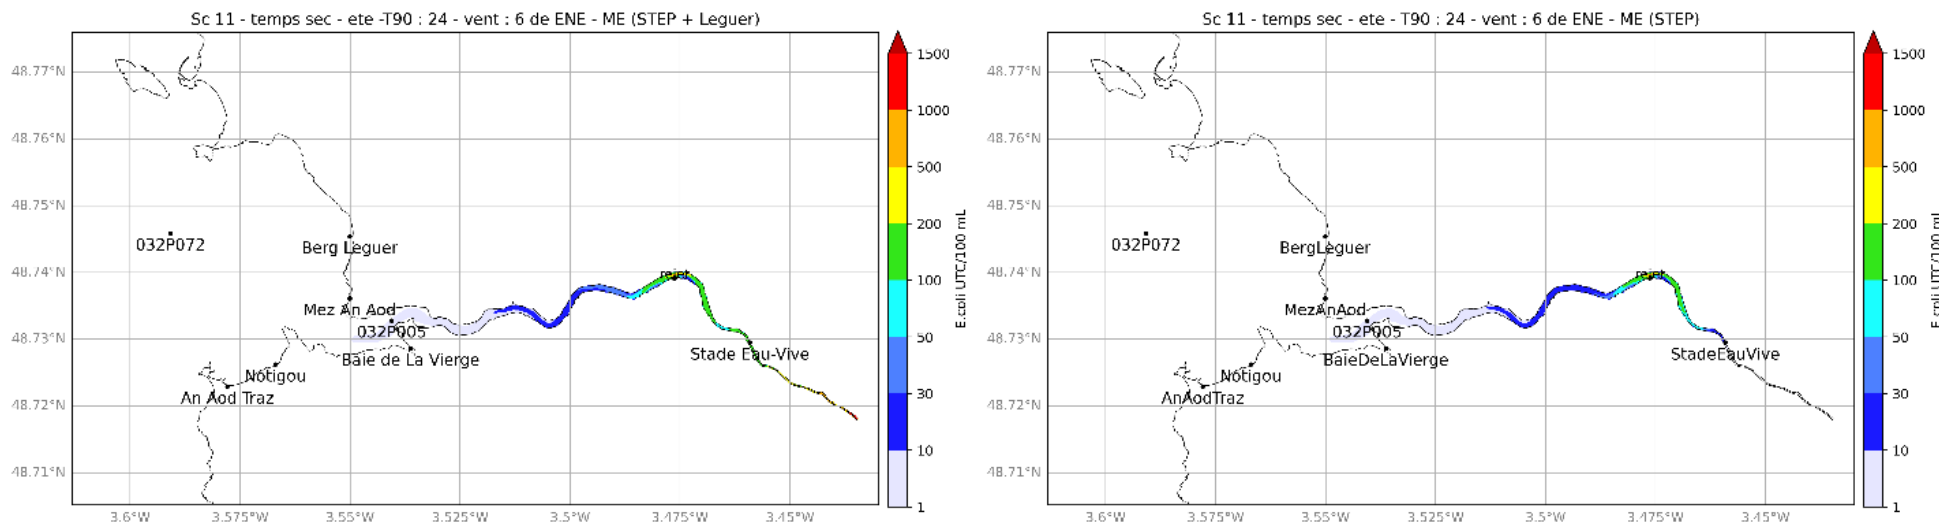 Sc 11 - temps sec - ete -T90 : 24 - vent : 6 de ENE - ME (STEP + Leguer)
48.77°N
48.76°N
48.75°N
48.74°N
48.73°N
48.72°N
48.71°N
3.6°W
3.575°W
3.55°W
3.525°W
3.5°W
3.475°W
3.45°W
032P072
Berg Leguer
rejet
Mez An Aod
032P005
Baie de La Vierge
Stade Eau-Vive
Notigou
An Aod Traz
1500
1000
500
200
100
50
30
10
1
E.coli UTC/100 mL
Sc 11 - temps sec - ete - T90 : 24 - vent : 6 de ENE - ME (STEP)
48.77°N
48.76°N
48.75°N
48.74°N
48.73°N
48.72°N
48.71°N
3.6°W
3.575°W
3.55°W
3.525°W
3.5°W
3.475°W
3.45°W
032P072
BergLeguer
rejet
MezAnAod
032P005
BaieDeLaVierge
StadeEauVive
Notigou
AnAodTraz
1500
1000
500
200
100
50
30
10
1
E.coli UTC/100 mL